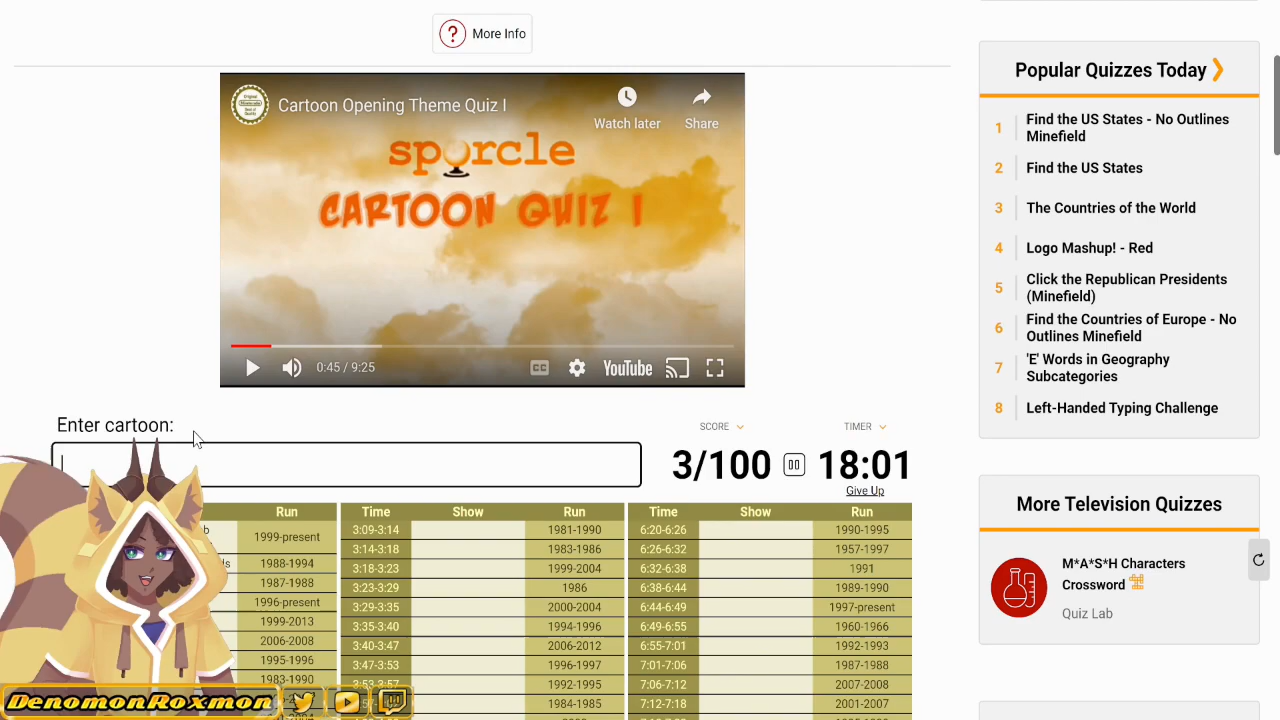 More Info
Cartoon Opening Theme Quiz I
Watch later
Share
sporcle
CARTOON QUIZ I
0:45 / 9:25
CC
YouTube
Enter cartoon:
SCORE
TIMER
3/100
18:01
Give Up
Run
1999-present
1988-1994
1987-1988
1996-present
1999-2013
2006-2008
1995-1996
1983-1990
Time Show Run
3:09-3:14 1981-1990
3:14-3:18 1983-1986
3:18-3:23 1999-2004
3:23-3:29 1986
3:29-3:35 2000-2004
3:35-3:40 1994-1996
3:40-3:47 2006-2012
3:47-3:53 1996-1997
3:53-3:57 1992-1995
1984-1985
Time Show Run
6:20-6:26 1990-1995
6:26-6:32 1957-1997
6:32-6:38 1991
6:38-6:44 1989-1990
6:44-6:49 1997-present
6:49-6:55 1960-1966
6:55-7:01 1992-1993
7:01-7:06 1987-1988
7:06-7:12 2007-2008
7:12-7:18 2001-2007
DenomonRoxmon
Popular Quizzes Today
1 Find the US States - No Outlines
Minefield
2 Find the US States
3 The Countries of the World
4 Logo Mashup! - Red
5 Click the Republican Presidents
(Minefield)
6 Find the Countries of Europe - No
Outlines Minefield
7 'E' Words in Geography
Subcategories
8 Left-Handed Typing Challenge
More Television Quizzes
M*A*S*H Characters
Crossword
Quiz Lab